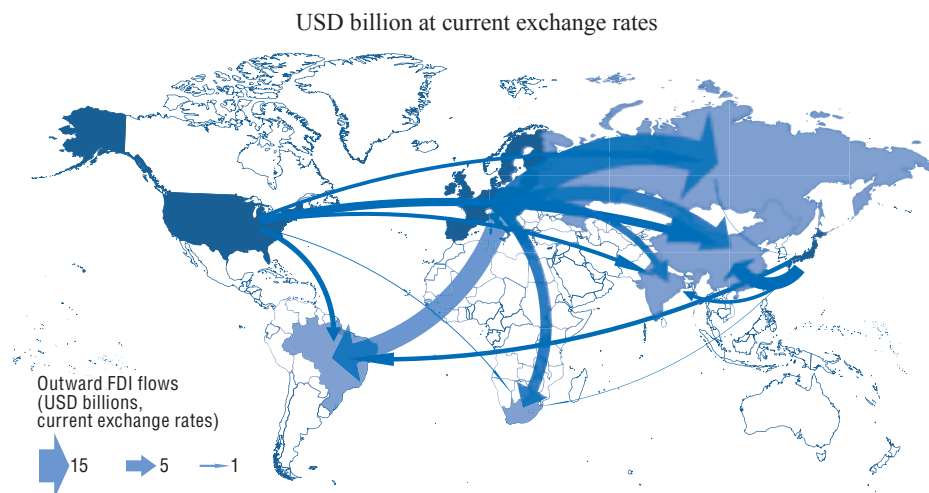 USD billion at current exchange rates
Outward FDI flows
(USD billions,
current exchange rates)
15 5 1